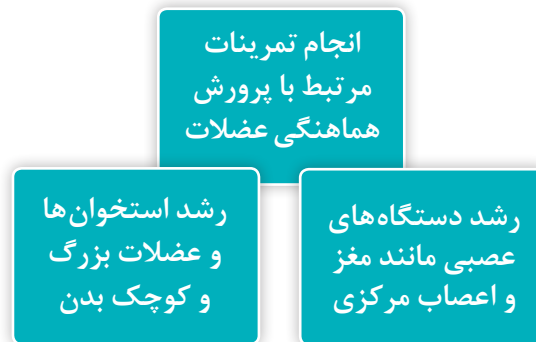 انجام تمرینات
مرتبط با پرورش
هماهنگی عضلات
رشد دستگاه‌های
عصبی مانند مغز
و اعصاب مرکزی
رشد استخوان‌ها
و عضلات بزرگ
و کوچک بدن